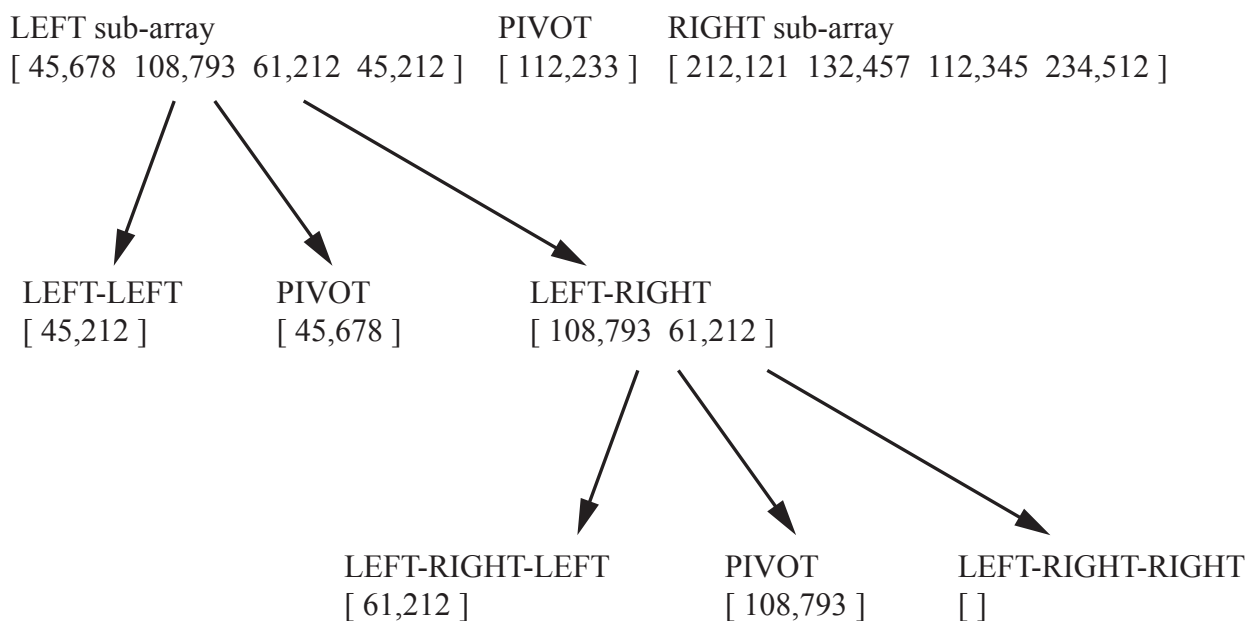 LEFT sub-array PIVOT RIGHT sub-array
[ 45,678 108,793 61,212 45,212 ] [ 112,233 ] [ 212,121 132,457 112,345 234,512 ]
LEFT-LEFT PIVOT LEFT-RIGHT
[ 45,212 ] [ 45,678 ] [ 108,793 61,212 ]
LEFT-RIGHT-LEFT PIVOT LEFT-RIGHT-RIGHT
[ 61,212 ] [ 108,793 ] [ ]